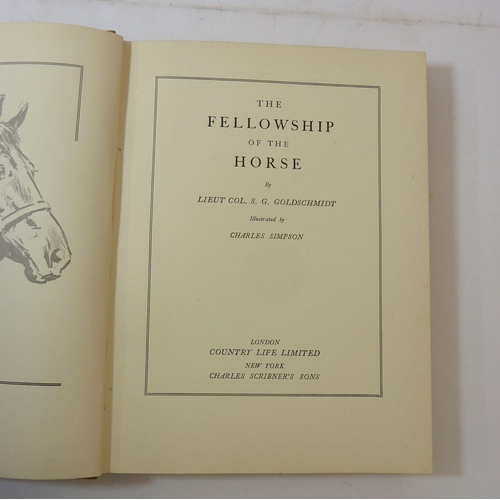 THE
FELLOWSHIP
OF THE
HORSE
By
LIEUT COL. S. G. GOLDSCHMIDT
Illustrated by
CHARLES SIMPSON
LONDON
COUNTRY LIFE LIMITED
NEW YORK
CHARLES SCRIBNER'S SONS